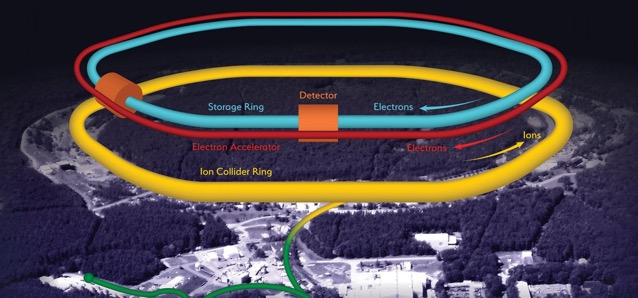 Detector
Storage Ring
Electrons
Electron Accelerator
Electrons
Ions
Ion Collider Ring